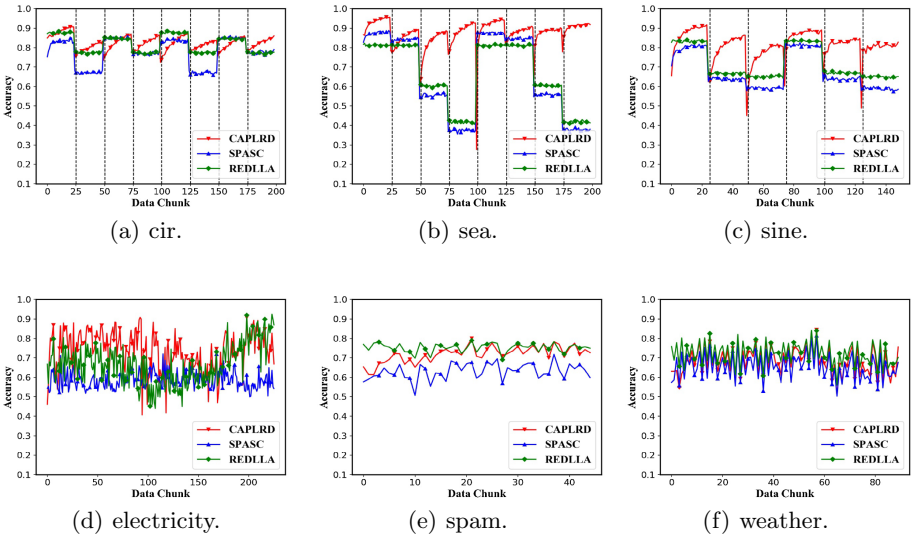 1.0
0.9
0.8
0.7
0.6
0.5
0.4
0.3
0.2
0.1
Accuracy
CAPLRD
SPASC
REDLLA
0 25 50 75 100 125 150 175 200
Data Chunk
(a) cir.
1.0
0.9
0.8
0.7
0.6
0.5
0.4
0.3
0.2
0.1
Accuracy
CAPLRD
SPASC
REDLLA
0 25 50 75 100 125 150 175 200
Data Chunk
(b) sea.
1.0
0.9
0.8
0.7
0.6
0.5
0.4
0.3
0.2
0.1
Accuracy
CAPLRD
SPASC
REDLLA
0 20 40 60 80 100 120 140
Data Chunk
(c) sine.
1.0
0.9
0.8
0.7
0.6
0.5
0.4
0.3
0.2
0.1
Accuracy
CAPLRD
SPASC
REDLLA
0 50 100 150 200
Data Chunk
(d) electricity.
1.0
0.9
0.8
0.7
0.6
0.5
0.4
0.3
0.2
0.1
Accuracy
CAPLRD
SPASC
REDLLA
0 10 20 30 40
Data Chunk
(e) spam.
1.0
0.9
0.8
0.7
0.6
0.5
0.4
0.3
0.2
0.1
Accuracy
CAPLRD
SPASC
REDLLA
0 20 40 60 80
Data Chunk
(f) weather.